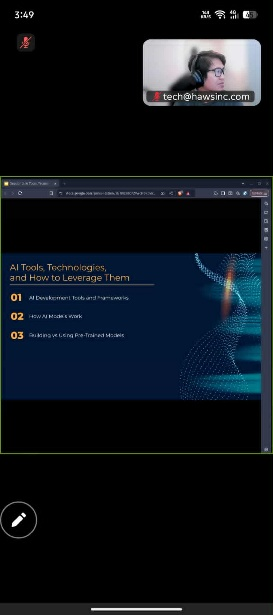 3:49
tech@hawsinc.com
AI Tools, Technologies,
and How to Leverage Them
01 AI Development Tools and Frameworks
02 How AI Models Work
03 Building vs Using Pre-Trained Models